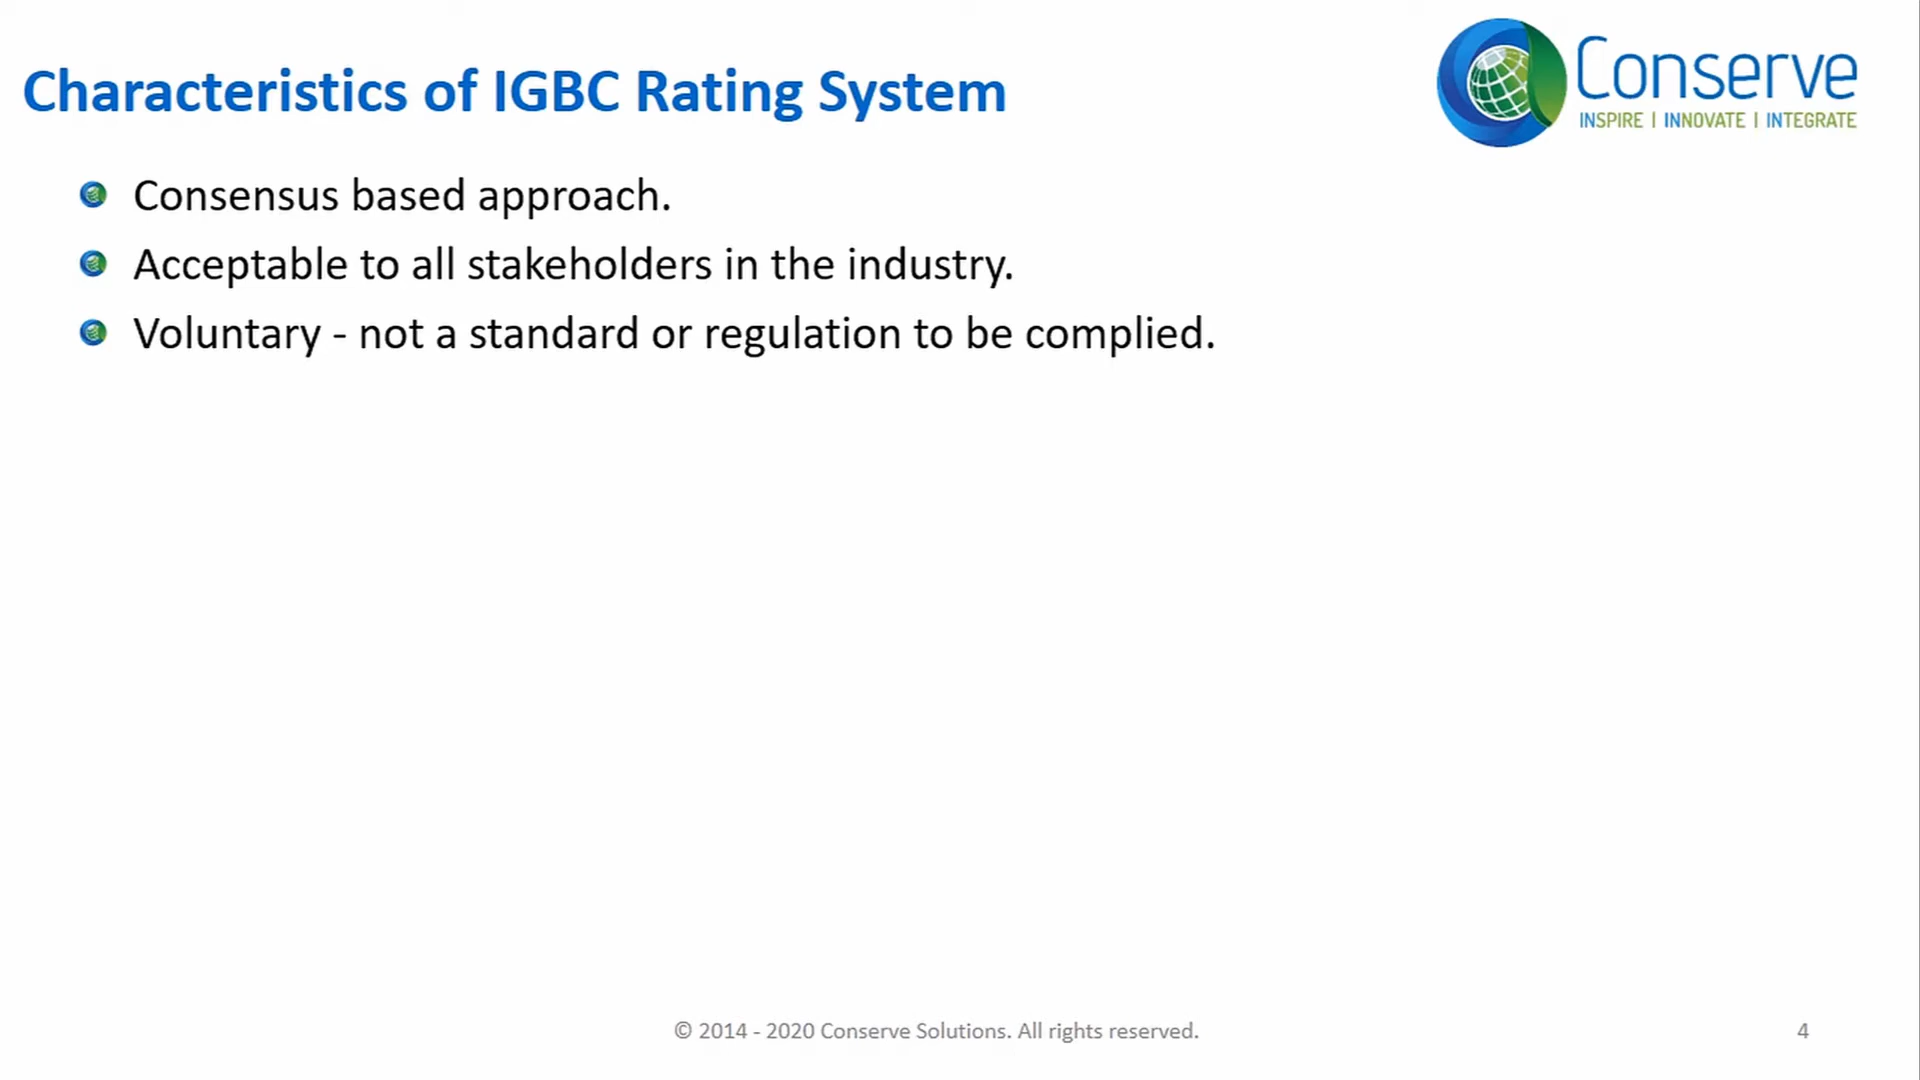 Characteristics of IGBC Rating System
Conserve
INSPIRE | INNOVATE | INTEGRATE
Consensus based approach.
Acceptable to all stakeholders in the industry.
Voluntary - not a standard or regulation to be complied.
© 2014 - 2020 Conserve Solutions. All rights reserved.
4